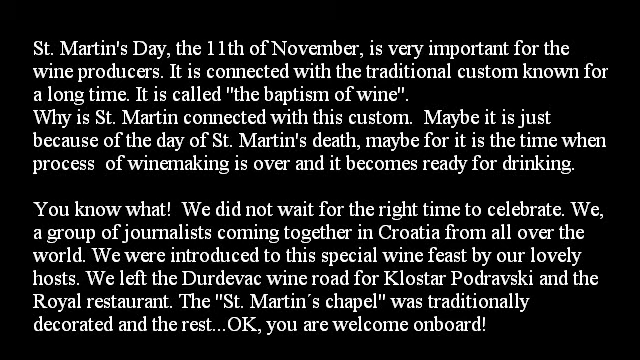 St. Martin's Day, the 11th of November, is very important for the
wine producers. It is connected with the traditional custom known for
a long time. It is called "the baptism of wine".
Why is St. Martin connected with this custom.  Maybe it is just
because of the day of St. Martin's death, maybe for it is the time when
process  of winemaking is over and it becomes ready for drinking.

You know what!  We did not wait for the right time to celebrate. We,
a group of journalists coming together in Croatia from all over the
world. We were introduced to this special wine feast by our lovely
hosts. We left the Durdevac wine road for Klostar Podravski and the
Royal restaurant. The "St. Martin´s chapel" was traditionally
decorated and the rest...OK, you are welcome onboard!